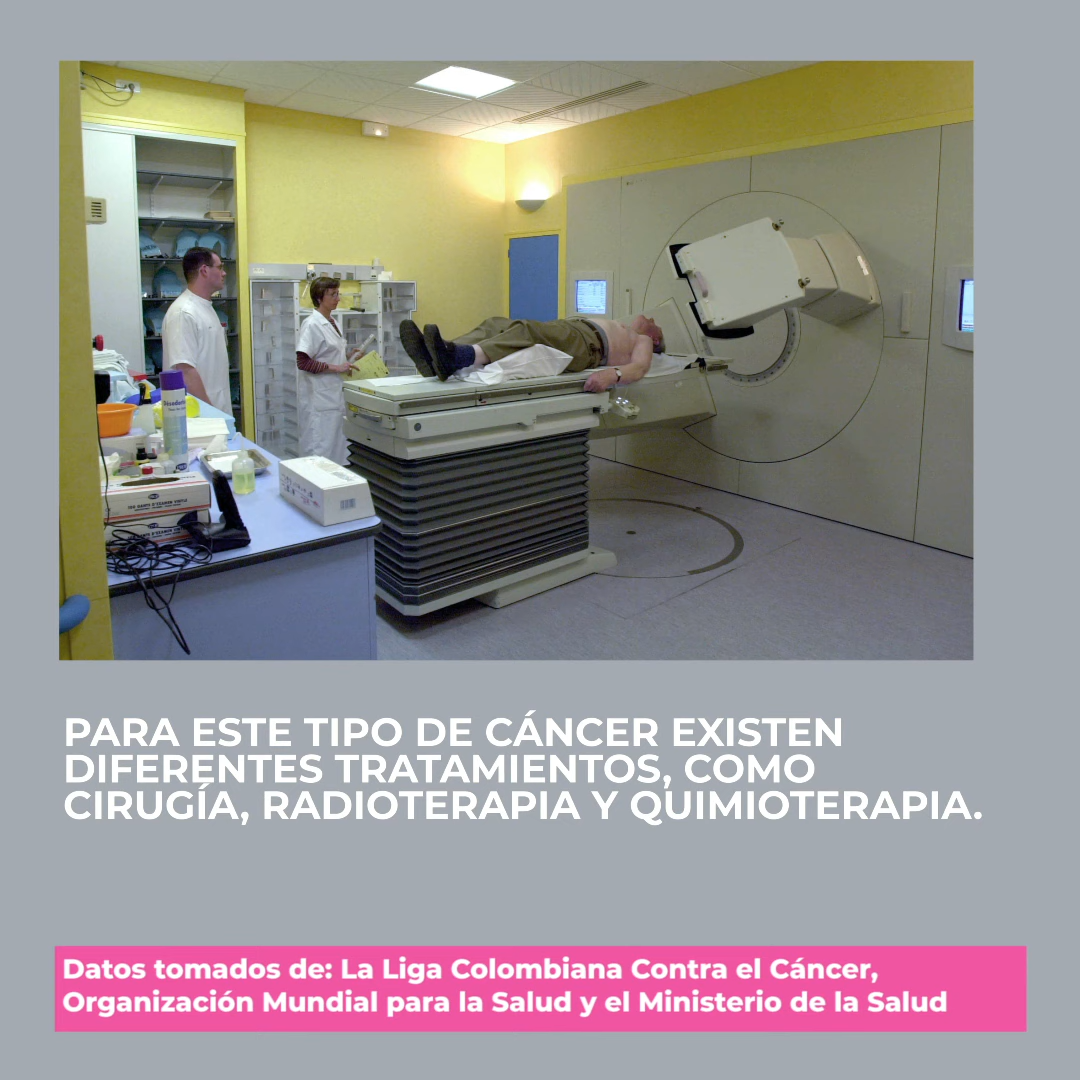 PARA ESTE TIPO DE CÁNCER EXISTEN
DIFERENTES TRATAMIENTOS, COMO
CIRUGÍA, RADIOTERAPIA Y QUIMIOTERAPIA.
Datos tomados de: La Liga Colombiana Contra el Cáncer,
Organización Mundial para la Salud y el Ministerio de la Salud